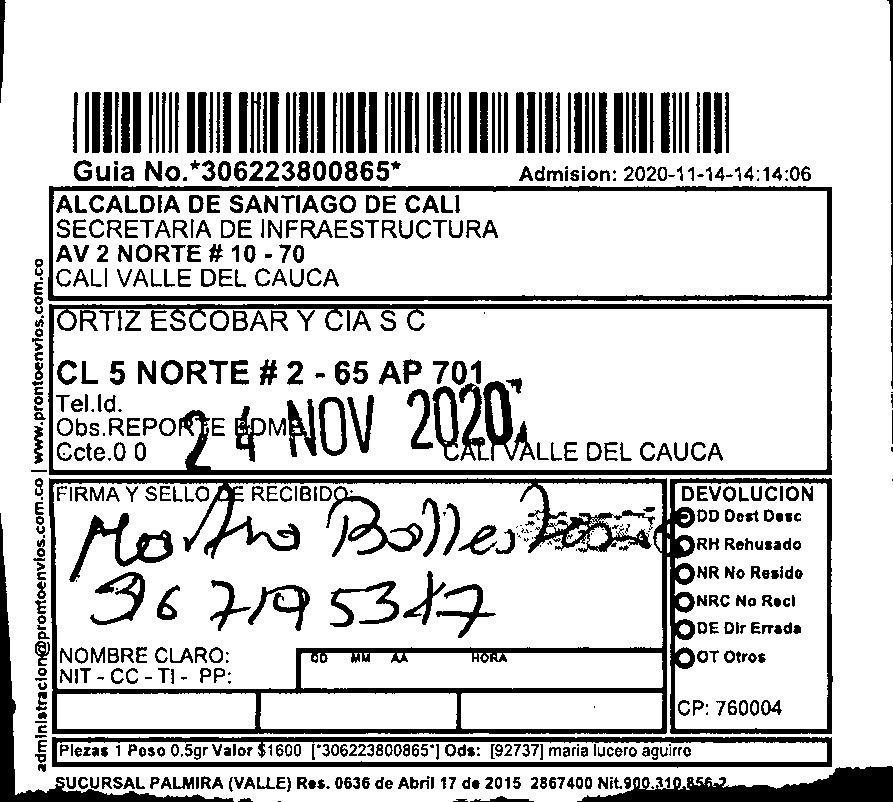 Guia No.*306223800865*
Admision: 2020-11-14-14:14:06
ALCALDIA DE SANTIAGO DE CALI
SECRETARIA DE INFRAESTRUCTURA
AV 2 NORTE # 10 - 70
CALI VALLE DEL CAUCA
ORTIZ ESCOBAR Y CIA S C
CL 5 NORTE # 2 - 65 AP 701
Tel.Id.
Obs.REPORTE EDME
Ccte.0 0
24 NOV 2020
CALI VALLE DEL CAUCA
administracion@prontoenvios.com.co | www.prontoenvios.com.co
FIRMA Y SELLO DE RECIBIDO:
Martha
NOMBRE CLARO:
NIT - CC - TI - PP:
DD MM AA HORA
DEVOLUCION
DD Dest Desc
RH Rehusado
NR No Reside
NRC No Recl
DE Dir Errada
OT Otros
CP: 760004
Piezas 1 Peso 0.5gr Valor $1600 [*306223800865*] Ods: [92737] maria lucero aguirre
SUCURSAL PALMIRA (VALLE) Res. 0636 de Abril 17 de 2015 2867400 Nit.900.310.856-2